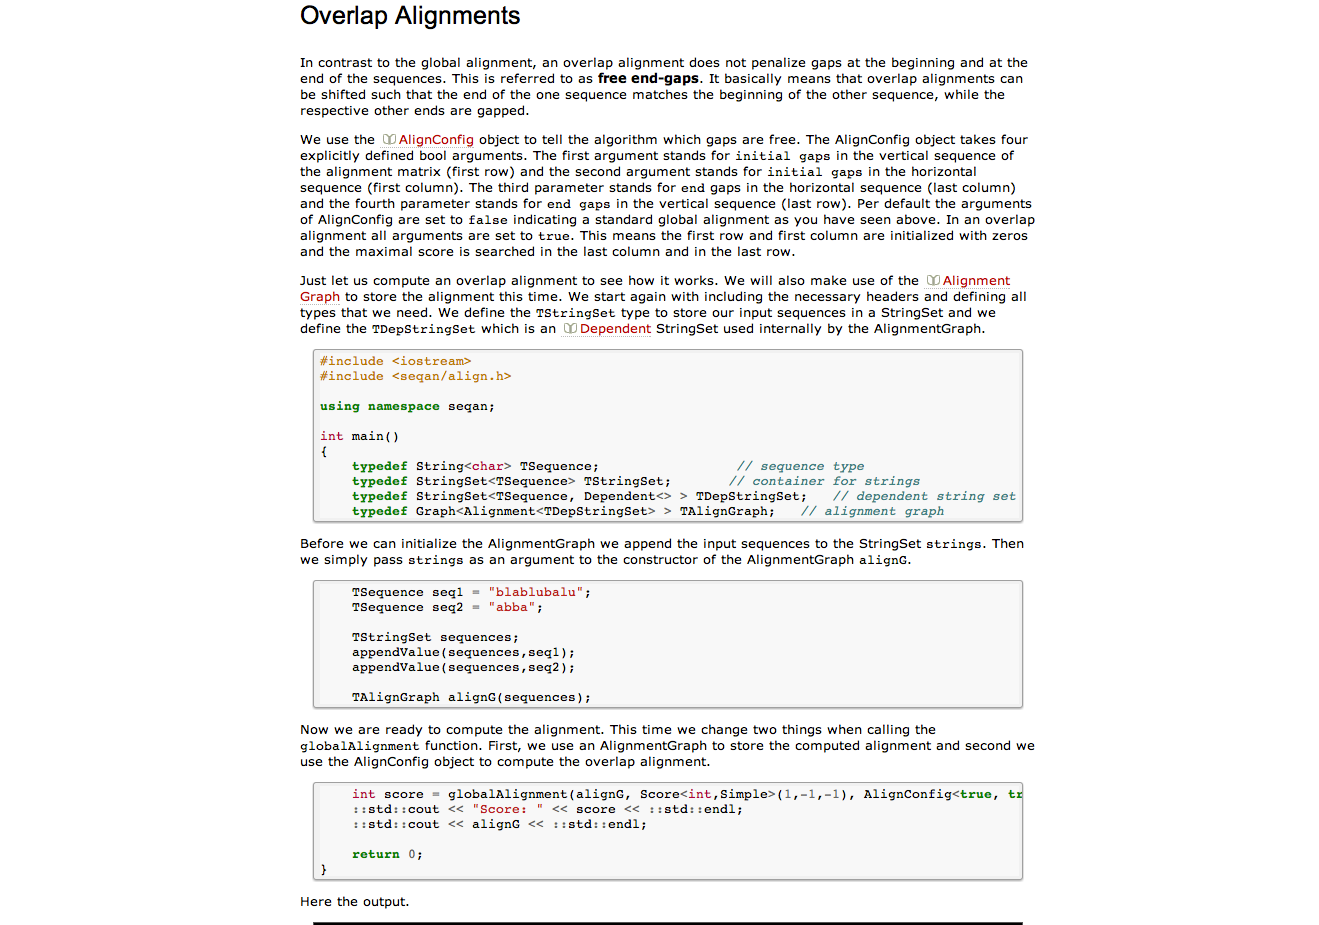 Overlap Alignments
In contrast to the global alignment, an overlap alignment does not penalize gaps at the beginning and at the
end of the sequences. This is referred to as free end-gaps. It basically means that overlap alignments can
be shifted such that the end of the one sequence matches the beginning of the other sequence, while the
respective other ends are gapped.
We use the AlignConfig object to tell the algorithm which gaps are free. The AlignConfig object takes four
explicitly defined bool arguments. The first argument stands for initial gaps in the vertical sequence of
the alignment matrix (first row) and the second argument stands for initial gaps in the horizontal
sequence (first column). The third parameter stands for end gaps in the horizontal sequence (last column)
and the fourth parameter stands for end gaps in the vertical sequence (last row). Per default the arguments
of AlignConfig are set to false indicating a standard global alignment as you have seen above. In an overlap
alignment all arguments are set to true. This means the first row and first column are initialized with zeros
and the maximal score is searched in the last column and in the last row.
Just let us compute an overlap alignment to see how it works. We will also make use of the Alignment
Graph to store the alignment this time. We start again with including the necessary headers and defining all
types that we need. We define the TStringSet type to store our input sequences in a StringSet and we
define the TDepStringSet which is an Dependent StringSet used internally by the AlignmentGraph.
#include <iostream>
#include <seqan/align.h>
using namespace seqan;
int main()
{
typedef String<char> TSequence; // sequence type
typedef StringSet<TSequence> TStringSet; // container for strings
typedef StringSet<TSequence, Dependent<> > TDepStringSet; // dependent string set
typedef Graph<Alignment<TDepStringSet> > TAlignGraph; // alignment graph
Before we can initialize the AlignmentGraph we append the input sequences to the StringSet strings. Then
we simply pass strings as an argument to the constructor of the AlignmentGraph alignG.
TSequence seq1 = "blablubalu";
TSequence seq2 = "abba";
TStringSet sequences;
appendValue(sequences,seq1);
appendValue(sequences,seq2);
TAlignGraph alignG(sequences);
Now we are ready to compute the alignment. This time we change two things when calling the
globalAlignment function. First, we use an AlignmentGraph to store the computed alignment and second we
use the AlignConfig object to compute the overlap alignment.
int score = globalAlignment(alignG, Score<int,Simple>(1,-1,-1), AlignConfig<true, tr
::std::cout << "Score: " << score << ::std::endl;
::std::cout << alignG << ::std::endl;
return 0;
}
Here the output.